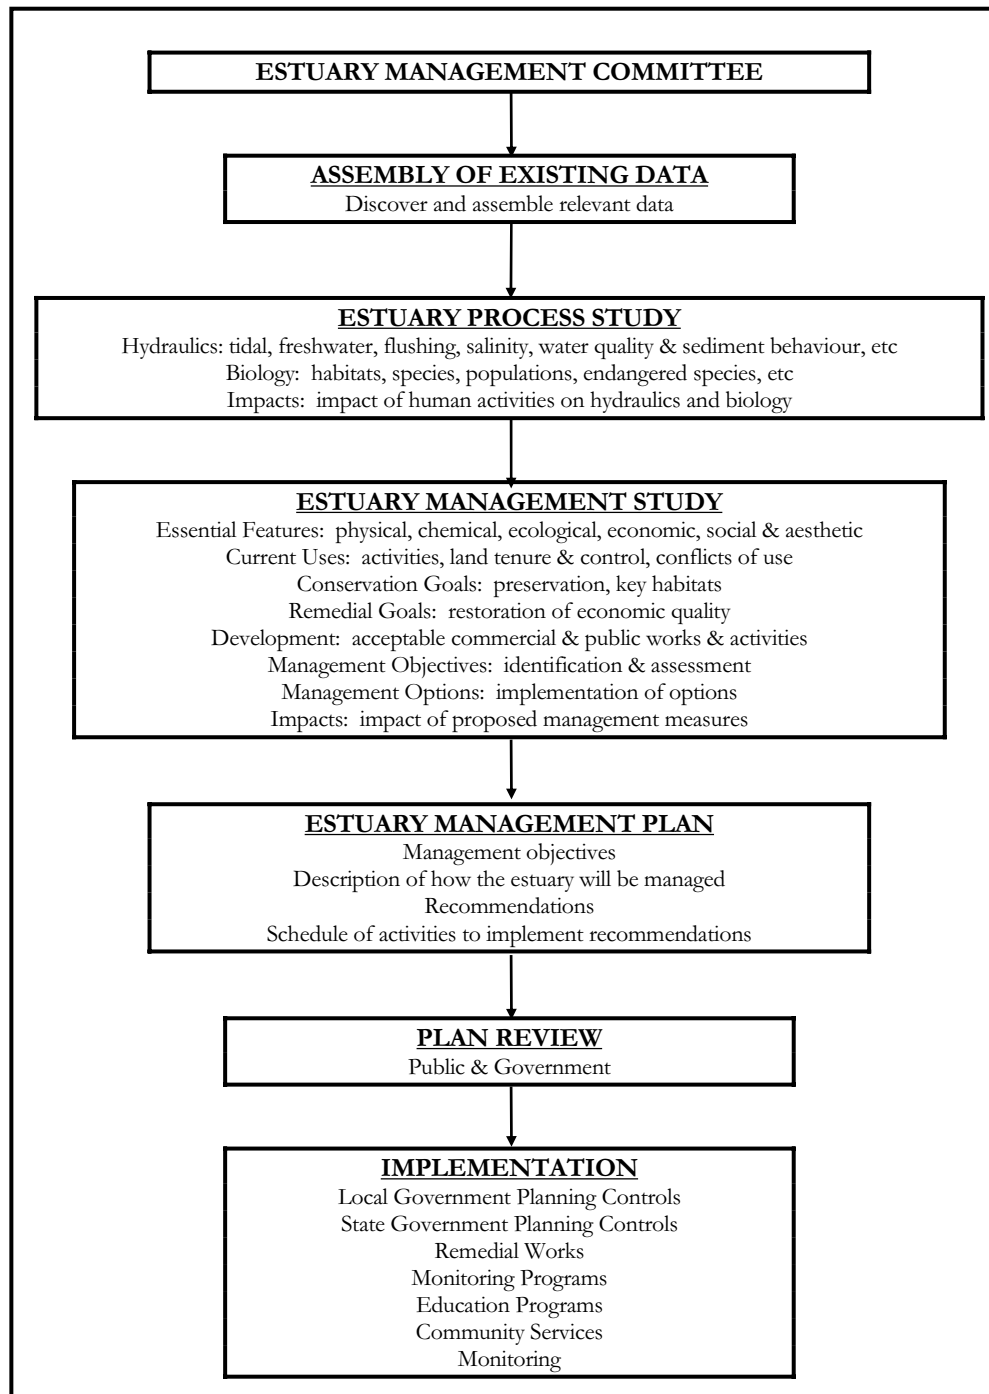 ESTUARY MANAGEMENT COMMITTEE
ASSEMBLY OF EXISTING DATA
Discover and assemble relevant data
ESTUARY PROCESS STUDY
Hydraulics: tidal, freshwater, flushing, salinity, water quality & sediment behaviour, etc
Biology: habitats, species, populations, endangered species, etc
Impacts: impact of human activities on hydraulics and biology
ESTUARY MANAGEMENT STUDY
Essential Features: physical, chemical, ecological, economic, social & aesthetic
Current Uses: activities, land tenure & control, conflicts of use
Conservation Goals: preservation, key habitats
Remedial Goals: restoration of economic quality
Development: acceptable commercial & public works & activities
Management Objectives: identification & assessment
Management Options: implementation of options
Impacts: impact of proposed management measures
ESTUARY MANAGEMENT PLAN
Management objectives
Description of how the estuary will be managed
Recommendations
Schedule of activities to implement recommendations
PLAN REVIEW
Public & Government
IMPLEMENTATION
Local Government Planning Controls
State Government Planning Controls
Remedial Works
Monitoring Programs
Education Programs
Community Services
Monitoring